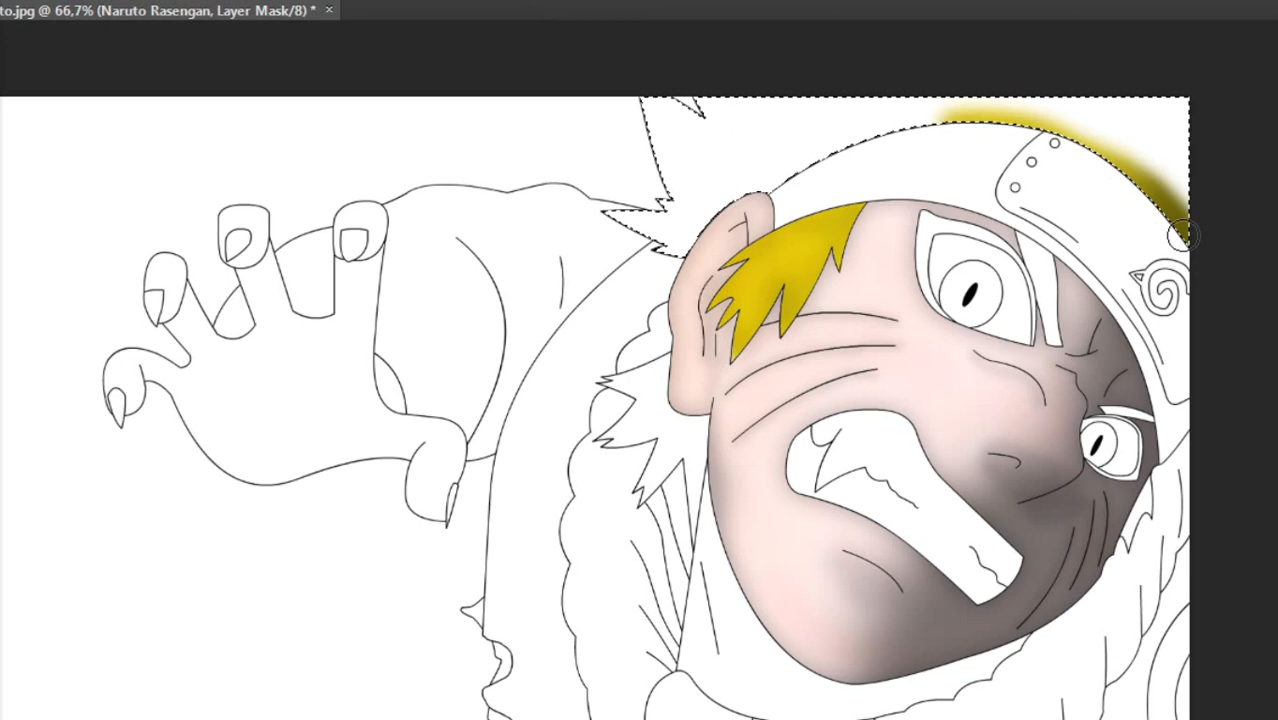 to.jpg @ 66,7% (Naruto Rasengan, Layer Mask/8) * ×